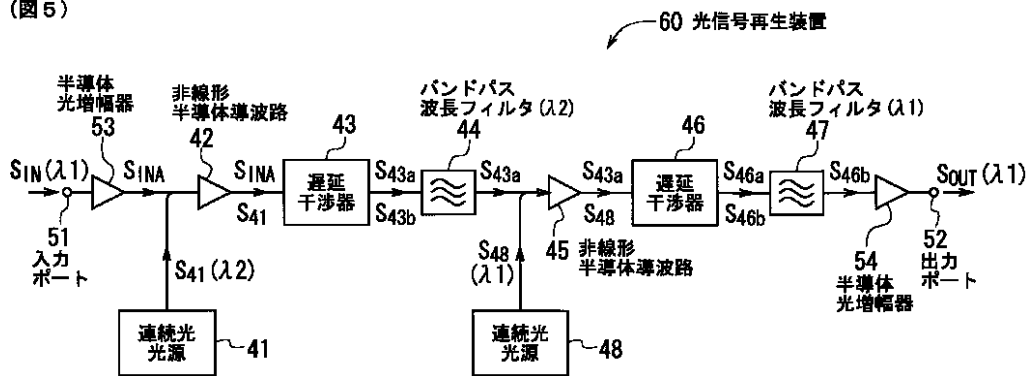 (図5)
60 光信号再生装置
半導体
光増幅器
53
非線形
半導体導波路
42
43
バンドパス
波長フィルタ(λ2)
44
46
バンドパス
波長フィルタ(λ1)
47
SIN(λ1)
SINA
SINA
S41
遅延
干渉器
S43a
S43b
S43a
S43a
S48
遅延
干渉器
S46a
S46b
S46b
SOUT(λ1)
51
入力
ポート
S41(λ2)
S48
(λ1)
45 非線形
半導体導波路
54
半導体
光増幅器
52
出力
ポート
連続光
光源
41
連続光
光源
48